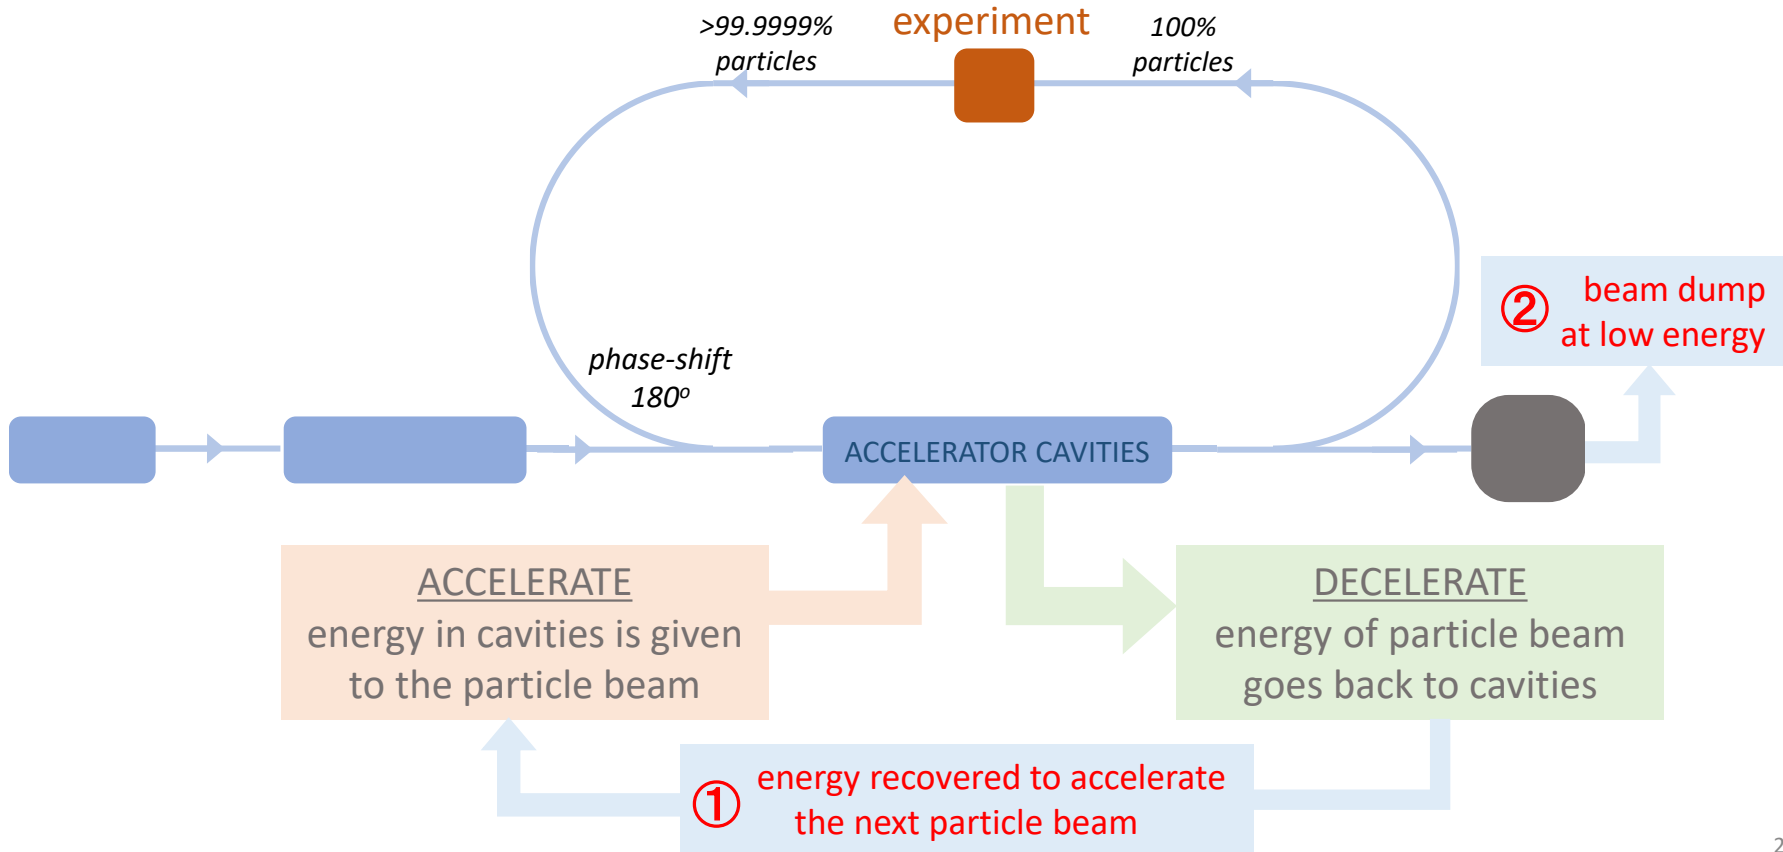 >99.9999%
particles
experiment
100%
particles
phase-shift
180º
ACCELERATOR CAVITIES
② beam dump
at low energy
ACCELERATE
energy in cavities is given
to the particle beam
DECELERATE
energy of particle beam
goes back to cavities
① energy recovered to accelerate
the next particle beam
2